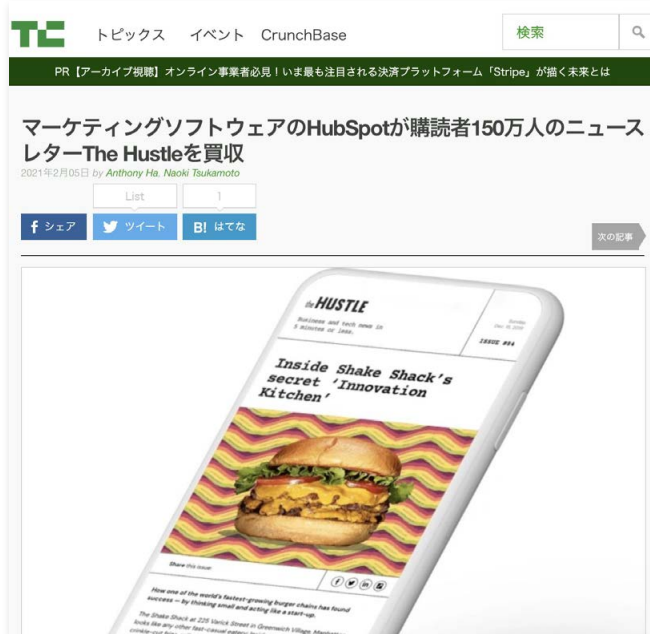 TC
トピックス イベント CrunchBase 検索
PR【アーカイブ視聴】オンライン事業者必見！いま最も注目される決済プラットフォーム「Stripe」が描く未来とは
マーケティングソフトウェアのHubSpotが購読者150万人のニュース
レターThe Hustleを買収
2021年2月05日 by Anthony Ha, Naoki Tsukamoto
List 1
シェア ツイート B! はてな
次の記事
the HUSTLE
Business and tech news in
5 minutes or less.
Sunday
ISSUE #94
Inside Shake Shack's
secret 'Innovation
Kitchen'
Share this issue:
How one of the world's fastest-growing burger chains has found
success — by thinking small and acting like a start-up.
The Shake Shack at 225 Varick Street in Greenwich Village, Manhattan
looks like any other fast-casual eatery